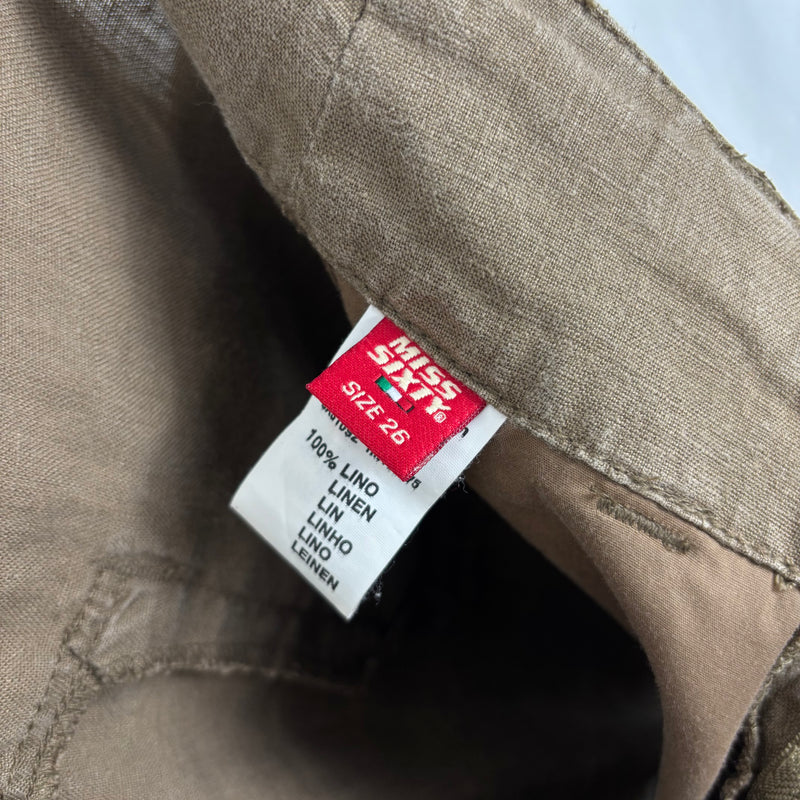 MISS
SIXTY®
SIZE 26
100% LINO
LINEN
LIN
LINHO
LINO
LEINEN